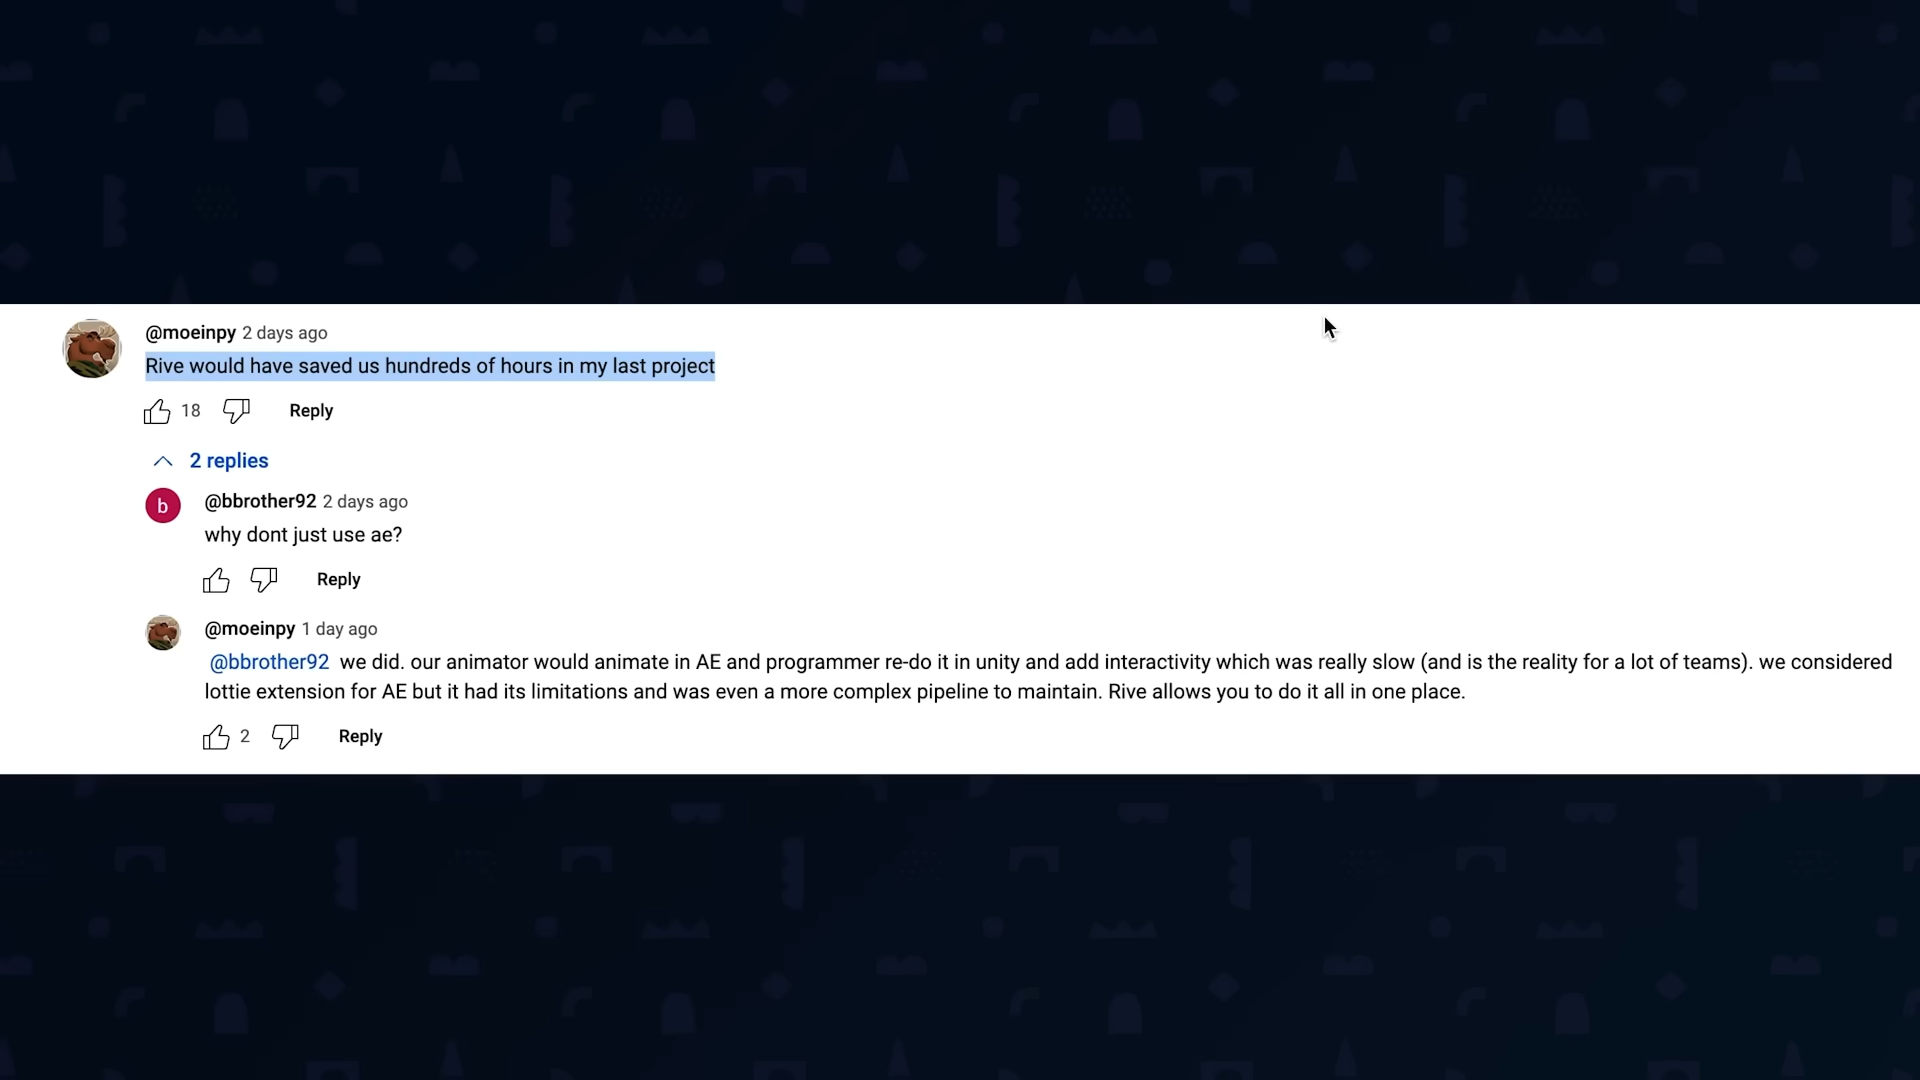 @moeinpy 2 days ago
Rive would have saved us hundreds of hours in my last project
18 Reply
2 replies
b
@bbrother92 2 days ago
why dont just use ae?
Reply
@moeinpy 1 day ago
@bbrother92 we did. our animator would animate in AE and programmer re-do it in unity and add interactivity which was really slow (and is the reality for a lot of teams). we considered
lottie extension for AE but it had its limitations and was even a more complex pipeline to maintain. Rive allows you to do it all in one place.
2 Reply